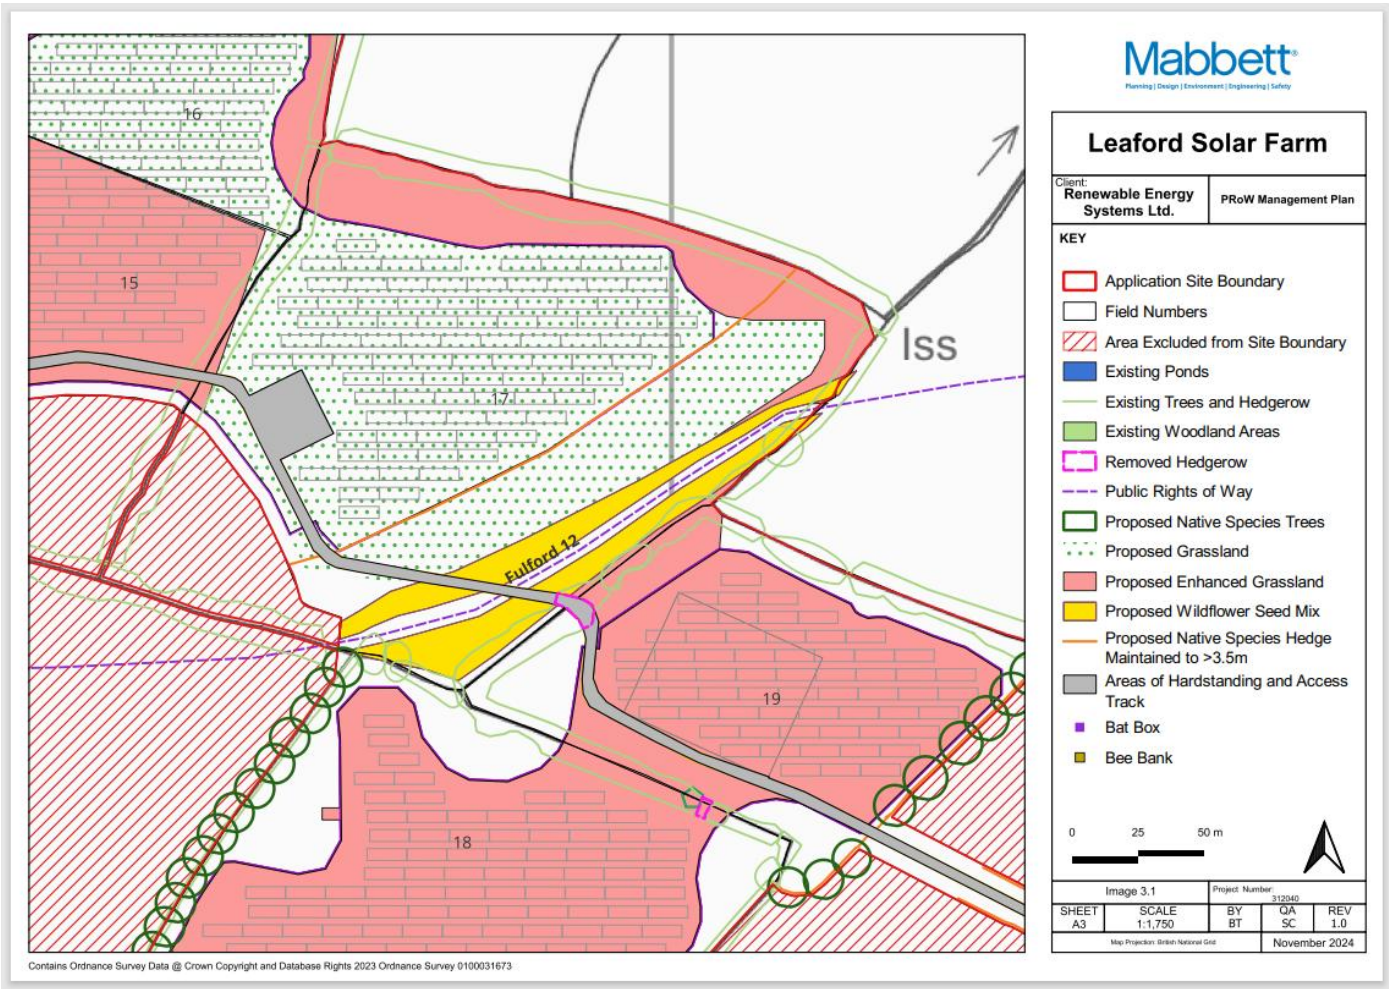 Mabbett®
Planning | Design | Environment | Engineering | Safety
Leaford Solar Farm
Client:
Renewable Energy
Systems Ltd.
PRoW Management Plan
KEY
Application Site Boundary
Field Numbers
Area Excluded from Site Boundary
Existing Ponds
Existing Trees and Hedgerow
Existing Woodland Areas
Removed Hedgerow
Public Rights of Way
Proposed Native Species Trees
Proposed Grassland
Proposed Enhanced Grassland
Proposed Wildflower Seed Mix
Proposed Native Species Hedge
Maintained to >3.5m
Areas of Hardstanding and Access
Track
Bat Box
Bee Bank
0 25 50 m
Image 3.1
Project Number:
312040
SHEET
A3
SCALE
1:1,750
BY
BT
QA
SC
REV
1.0
Map Projection: British National Grid
November 2024
16
15
17
Iss
Fulford 12
19
18
Contains Ordnance Survey Data @ Crown Copyright and Database Rights 2023 Ordnance Survey 0100031673